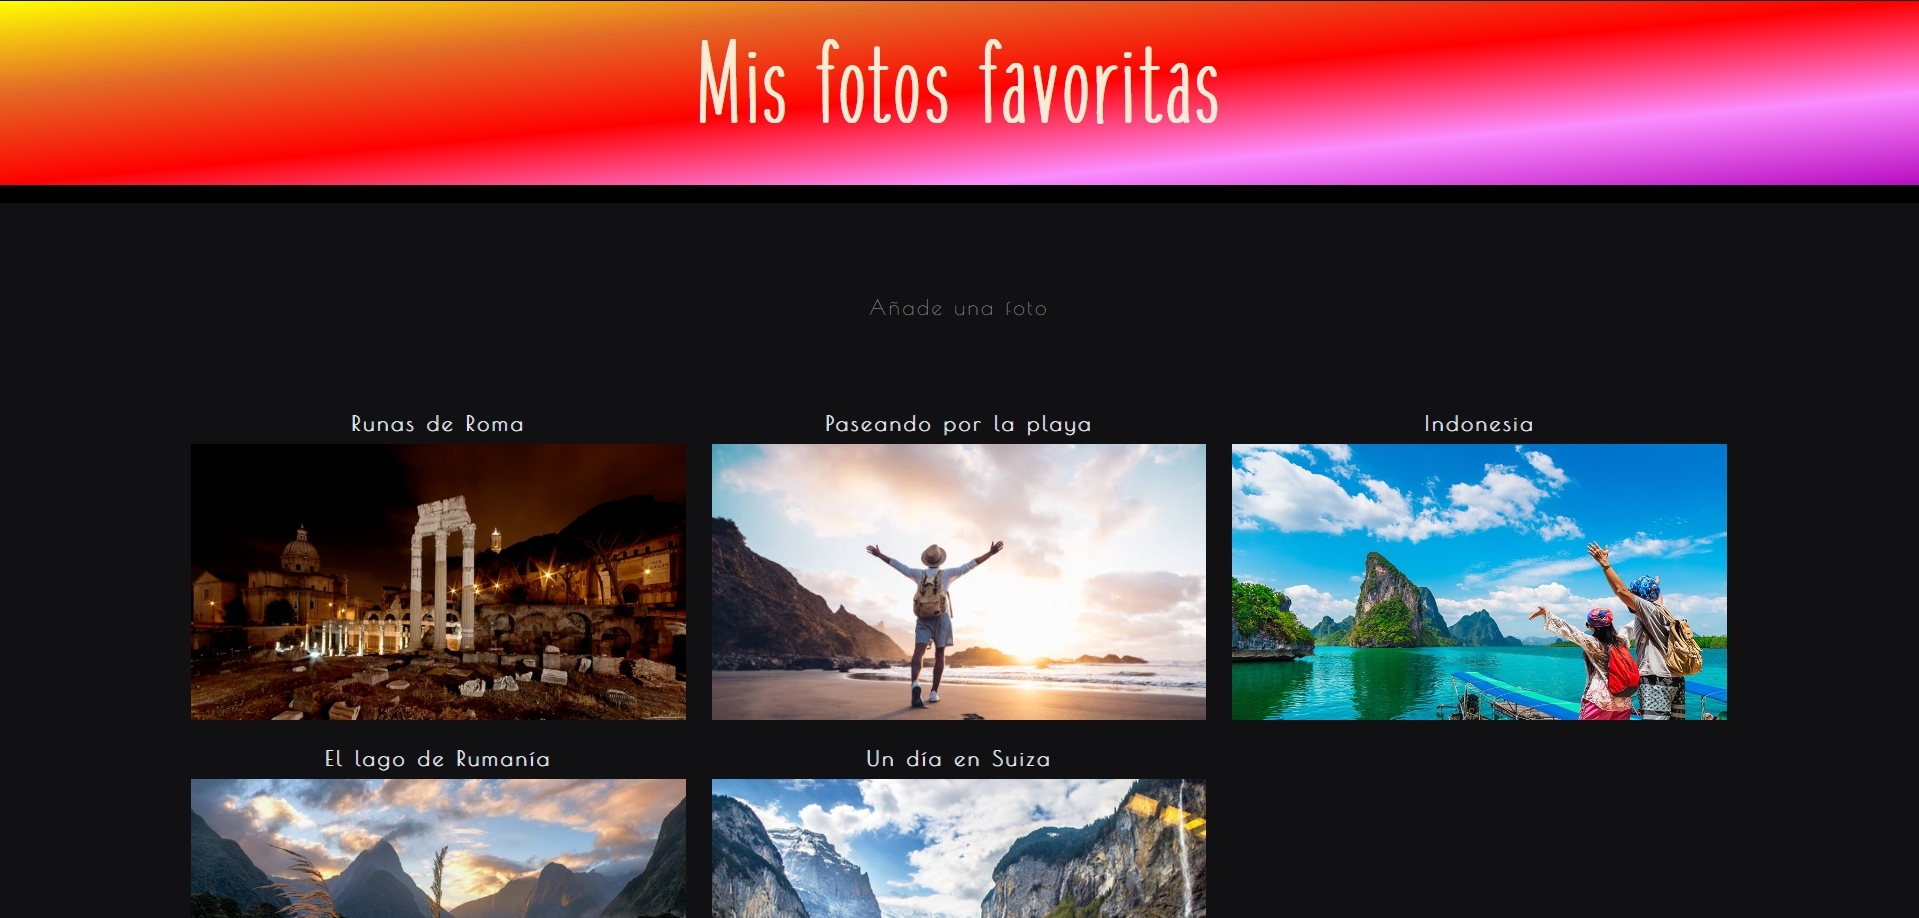 Mis fotos favoritas
Añade una foto
Runas de Roma
Paseando por la playa
Indonesia
El lago de Rumanía
Un día en Suiza